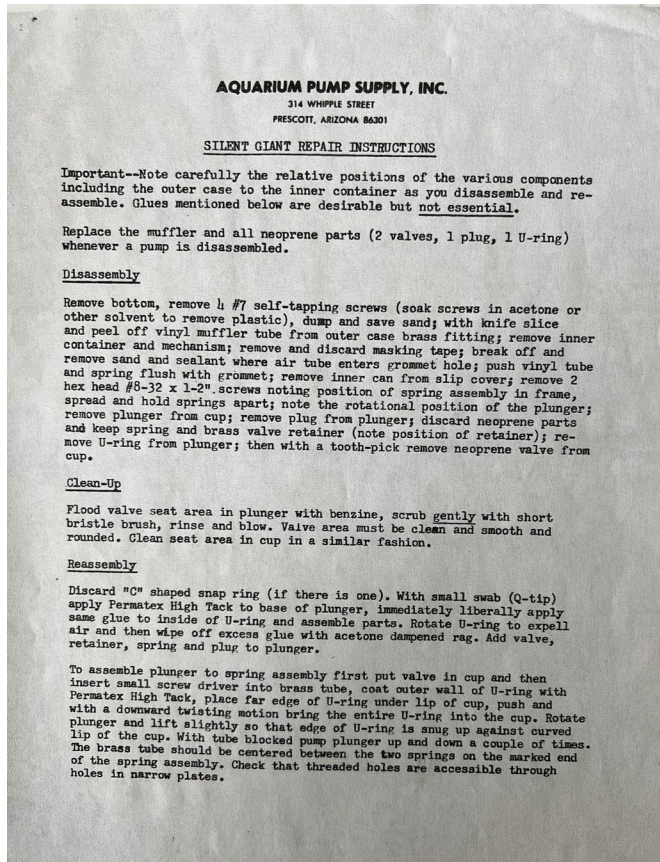 AQUARIUM PUMP SUPPLY, INC.
314 WHIPPLE STREET
PRESCOTT, ARIZONA 86301
SILENT GIANT REPAIR INSTRUCTIONS
Important--Note carefully the relative positions of the various components
including the outer case to the inner container as you disassemble and re-
assemble. Glues mentioned below are desirable but not essential.
Replace the muffler and all neoprene parts (2 valves, 1 plug, 1 U-ring)
whenever a pump is disassembled.
Disassembly
Remove bottom, remove 4 #7 self-tapping screws (soak screws in acetone or
other solvent to remove plastic), dump and save sand; with knife slice
and peel off vinyl muffler tube from outer case brass fitting; remove inner
container and mechanism; remove and discard masking tape; break off and
remove sand and sealant where air tube enters grommet hole; push vinyl tube
and spring flush with grommet; remove inner can from slip cover; remove 2
hex head #8-32 x 1-2" screws noting position of spring assembly in frame,
spread and hold springs apart; note the rotational position of the plunger;
remove plunger from cup; remove plug from plunger; discard neoprene parts
and keep spring and brass valve retainer (note position of retainer); re-
move U-ring from plunger; then with a tooth-pick remove neoprene valve from
cup.
Clean-Up
Flood valve seat area in plunger with benzine, scrub gently with short
bristle brush, rinse and blow. Valve area must be clean and smooth and
rounded. Clean seat area in cup in a similar fashion.
Reassembly
Discard "C" shaped snap ring (if there is one). With small swab (Q-tip)
apply Permatex High Tack to base of plunger, immediately liberally apply
same glue to inside of U-ring and assemble parts. Rotate U-ring to expell
air and then wipe off excess glue with acetone dampened rag. Add valve,
retainer, spring and plug to plunger.
To assemble plunger to spring assembly first put valve in cup and then
insert small screw driver into brass tube, coat outer wall of U-ring with
Permatex High Tack, place far edge of U-ring under lip of cup, push and
with a downward twisting motion bring the entire U-ring into the cup. Rotate
plunger and lift slightly so that edge of U-ring is snug up against curved
lip of the cup. With tube blocked pump plunger up and down a couple of times.
The brass tube should be centered between the two springs on the marked end
of the spring assembly. Check that threaded holes are accessible through
holes in narrow plates.